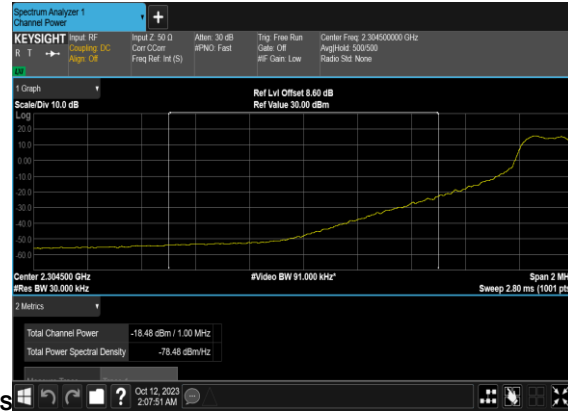 Spectrum Analyzer 1
Channel Power
KEYSIGHT
R T
LXI
Input: RF
Coupling: DC
Align: Off
Input Z: 50 Ω
Corr CCorr
Freq Ref: Int (S)
Atten: 30 dB
#PNO: Fast
Trig: Free Run
Gate: Off
#IF Gain: Low
Center Freq: 2.304500000 GHz
Avg|Hold: 500/500
Radio Std: None
1 Graph
Scale/Div 10.0 dB
Ref Lvl Offset 8.60 dB
Ref Value 30.00 dBm
Log
20.0
10.0
0.00
-10.0
-20.0
-30.0
-40.0
-50.0
-60.0
Center 2.304500 GHz
#Video BW 91.000 kHz*
Span 2 MH
#Res BW 30.000 kHz
Sweep 2.80 ms (1001 pts
2 Metrics
Total Channel Power -18.48 dBm / 1.00 MHz
Total Power Spectral Density -78.48 dBm/Hz
S
?
Oct 12, 2023
2:07:51 AM